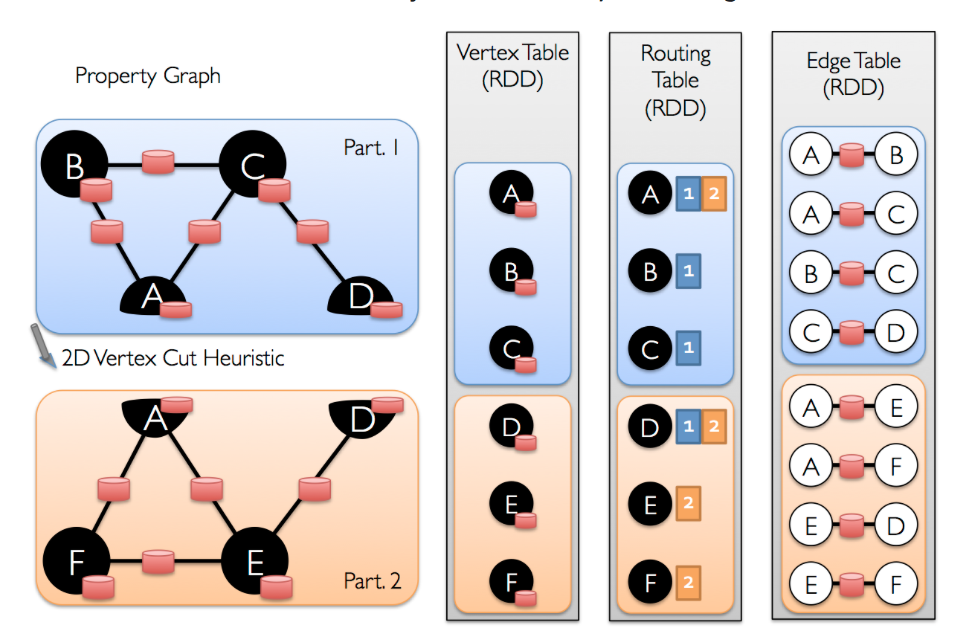 Property Graph
Part. 1
B
C
A
D
2D Vertex Cut Heuristic
A
D
F
E
Part. 2
Vertex Table
(RDD)
A
B
C
D
E
F
Routing
Table
(RDD)
A 1 2
B 1
C 1
D 1 2
E 2
F 2
Edge Table
(RDD)
A B
A C
B C
C D
A E
A F
E D
E F